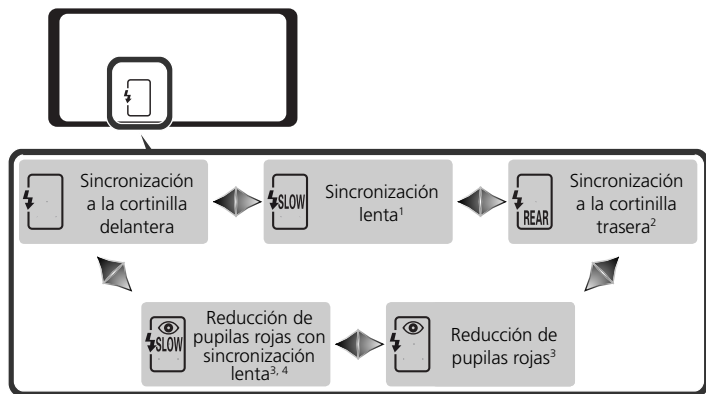 Sincronización
a la cortinilla
delantera
SLOW
Sincronización
lenta¹
REAR
Sincronización
a la cortinilla
trasera²
SLOW
Reducción de
pupilas rojas con
sincronización
lenta³, ⁴
Reducción de
pupilas rojas³